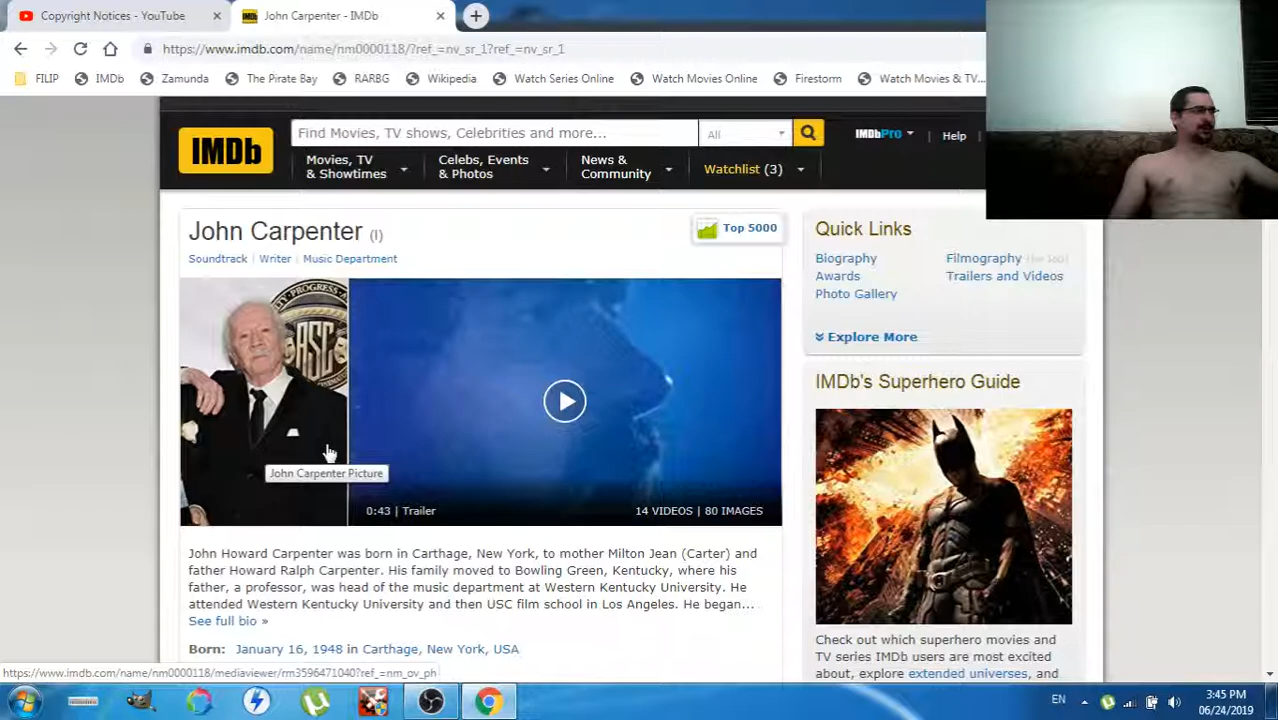 Copyright Notices - YouTube
John Carpenter - IMDb
https://www.imdb.com/name/nm0000118/?ref_=nv_sr_1?ref_=nv_sr_1
FILIP IMDb Zamunda The Pirate Bay RARBG Wikipedia Watch Series Online Watch Movies Online Firestorm Watch Movies & TV...
IMDb
Find Movies, TV shows, Celebrities and more...
All
IMDbPro
Help
Movies, TV & Showtimes
Celebs, Events & Photos
News & Community
Watchlist (3)
John Carpenter (I)
Top 5000
Soundtrack | Writer | Music Department
ASC
John Carpenter Picture
0:43 | Trailer
14 VIDEOS | 80 IMAGES
John Howard Carpenter was born in Carthage, New York, to mother Milton Jean (Carter) and
father Howard Ralph Carpenter. His family moved to Bowling Green, Kentucky, where his
father, a professor, was head of the music department at Western Kentucky University. He
attended Western Kentucky University and then USC film school in Los Angeles. He began...
See full bio »
Born: January 16, 1948 in Carthage, New York, USA
Quick Links
Biography
Filmography
Awards
Trailers and Videos
Photo Gallery
Explore More
IMDb's Superhero Guide
Check out which superhero movies and
TV series IMDb users are most excited
about, explore extended universes, and
https://www.imdb.com/name/nm0000118/mediaviewer/rm3596471040?ref_=nm_ov_ph
EN
3:45 PM
06/24/2019